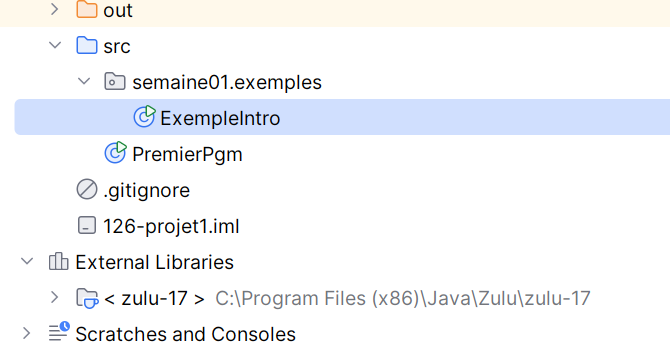 out
src
semaine01.exemples
ExempleIntro
PremierPgm
.gitignore
126-projet1.iml
External Libraries
< zulu-17 > C:\Program Files (x86)\Java\Zulu\zulu-17
Scratches and Consoles